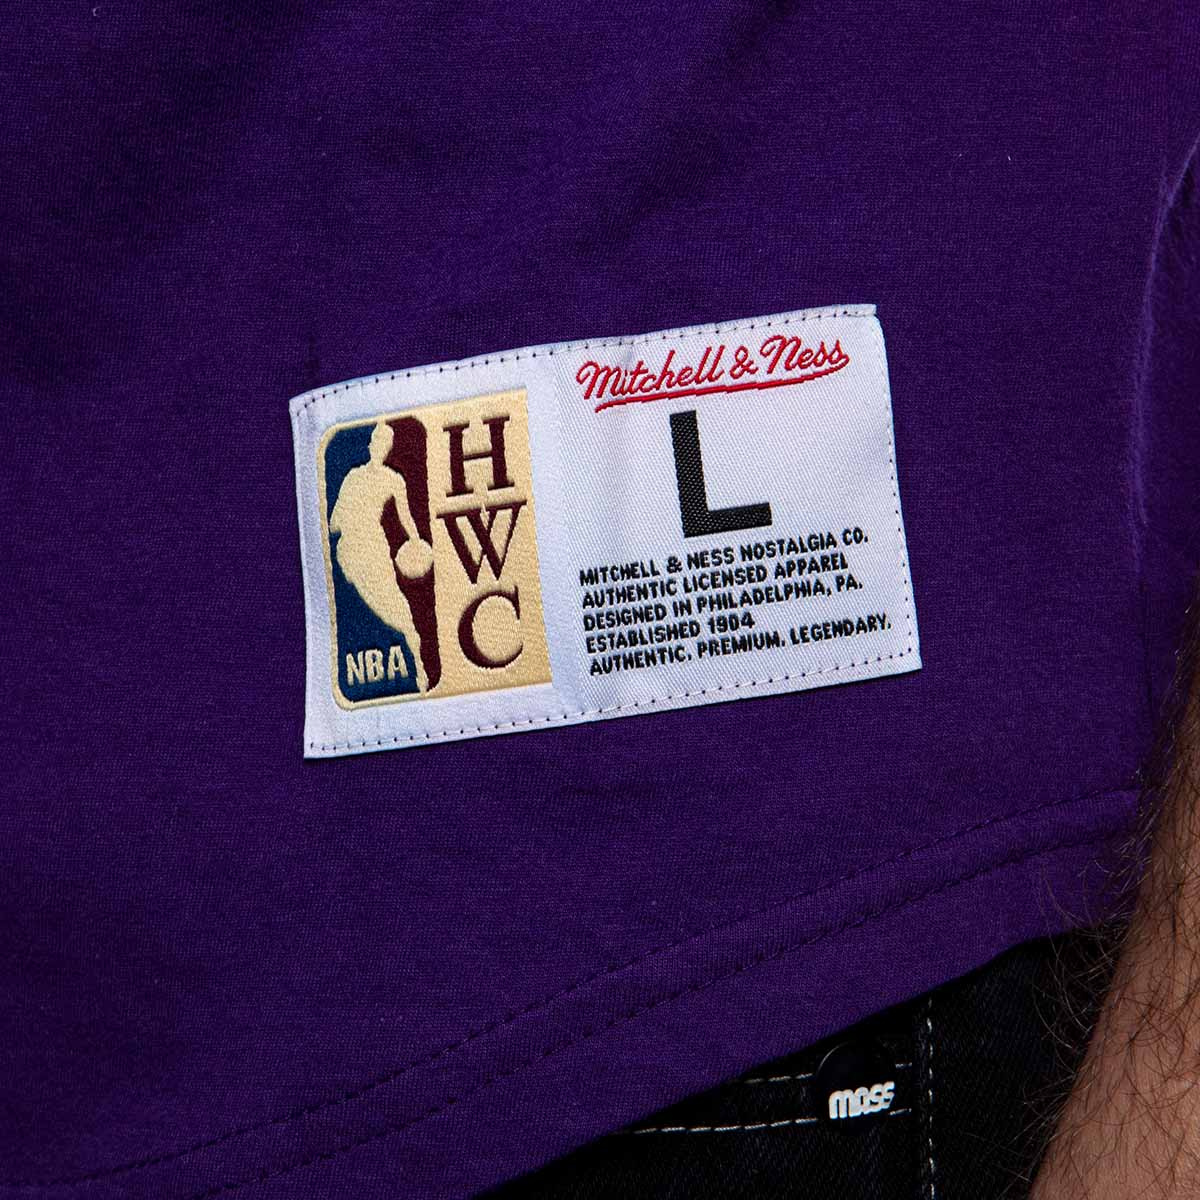 NBA
H
W
C
Mitchell & Ness
L
MITCHELL & NESS NOSTALGIA CO.
AUTHENTIC LICENSED APPAREL
DESIGNED IN PHILADELPHIA, PA.
ESTABLISHED 1904
AUTHENTIC. PREMIUM. LEGENDARY.
mass